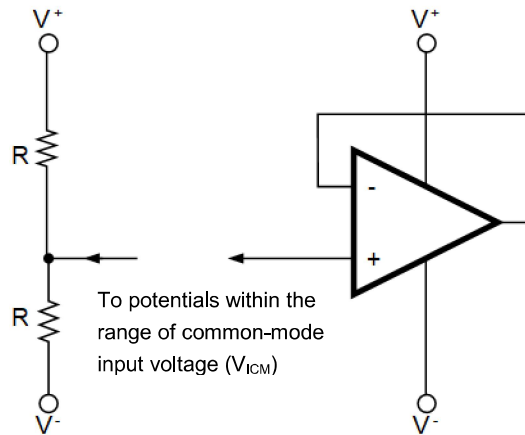 V+
V+
R
-
+
R
To potentials within the
range of common-mode
input voltage (VICM)
V-
V-